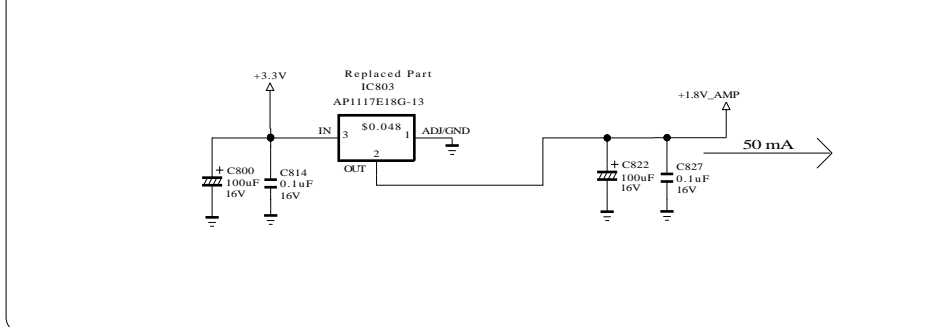 Replaced Part
IC803
AP1117E18G-13
+3.3V
IN 3 $0.048 1 ADJ/GND
2
OUT
+ C800
100uF
16V
C814
0.1uF
16V
+1.8V_AMP
50 mA
+ C822
100uF
16V
C827
0.1uF
16V